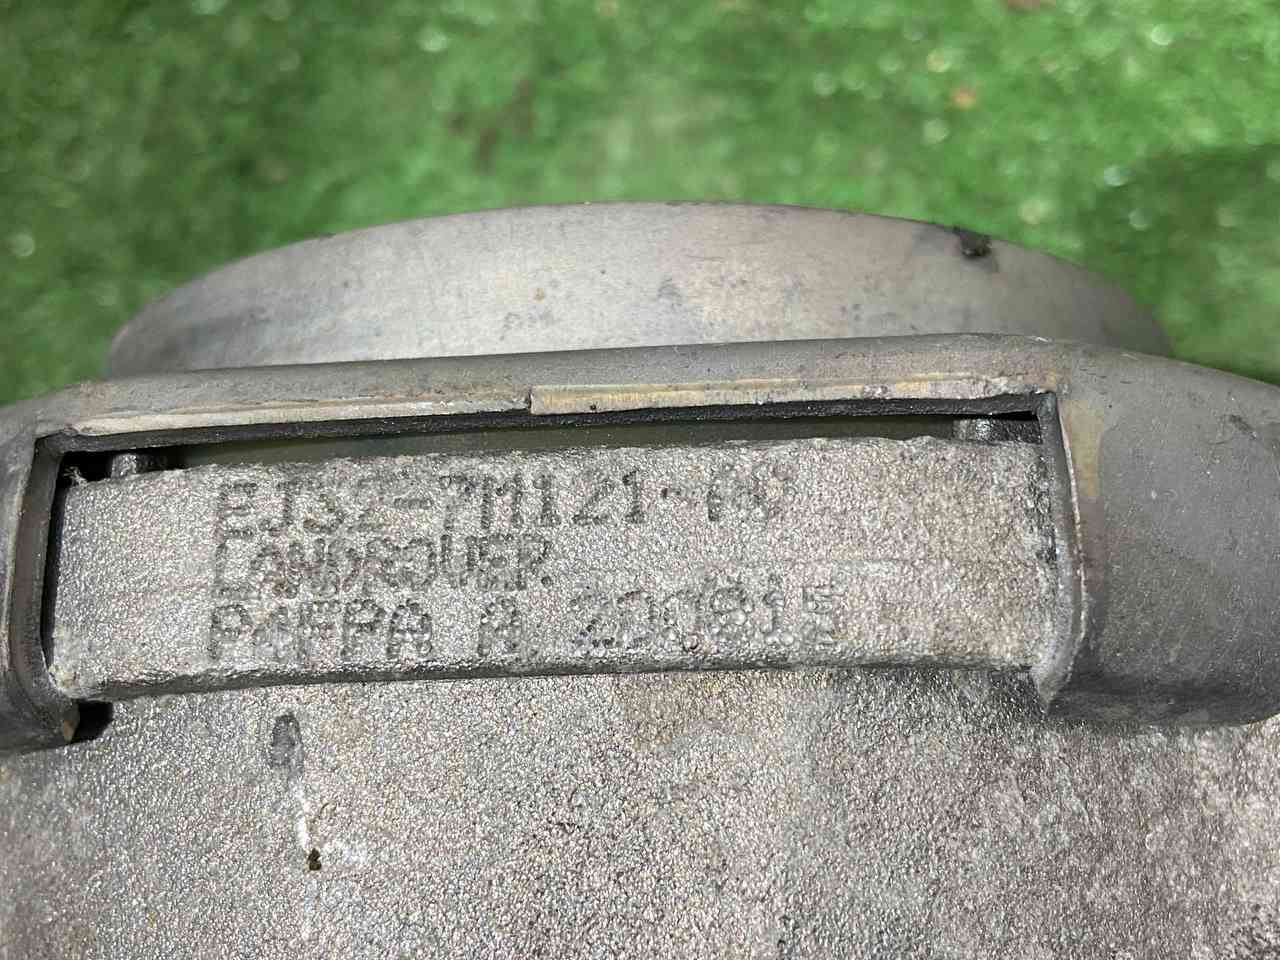 EJ32-7M121-AC
LANDROVER
P4FPA A 200815